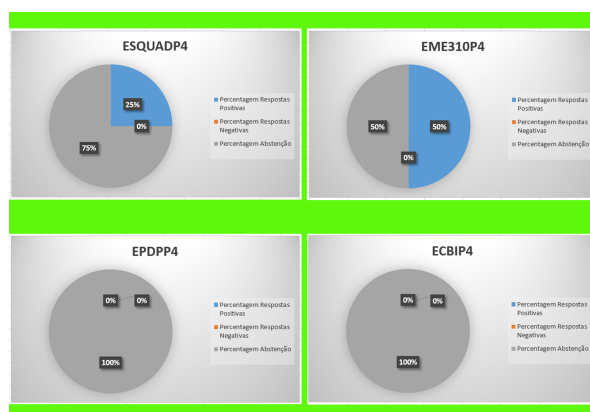 ESQUADP4
25%
0%
75%
Percentagem Respostas
Positivas
Percentagem Respostas
Negativas
Percentagem Abstenção
EME310P4
50%
50%
0%
Percentagem Respostas
Positivas
Percentagem Respostas
Negativas
Percentagem Abstenção
EPDPP4
0%
0%
100%
Percentagem Respostas
Positivas
Percentagem Respostas
Negativas
Percentagem Abstenção
ECBIP4
0%
0%
100%
Percentagem Respostas
Positivas
Percentagem Respostas
Negativas
Percentagem Abstenção